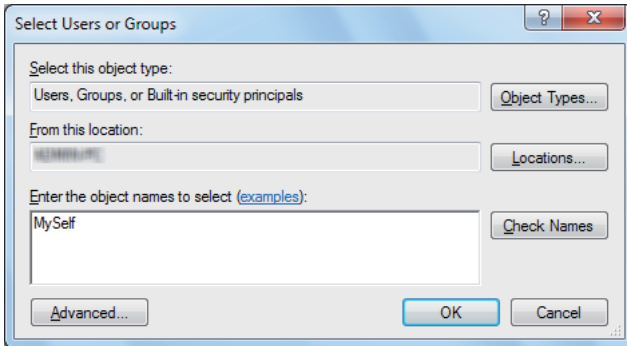 Select Users or Groups
Select this object type:
Users, Groups, or Built-in security principals
Object Types...
From this location:
Locations...
Enter the object names to select (examples):
MySelf
Check Names
Advanced...
OK
Cancel